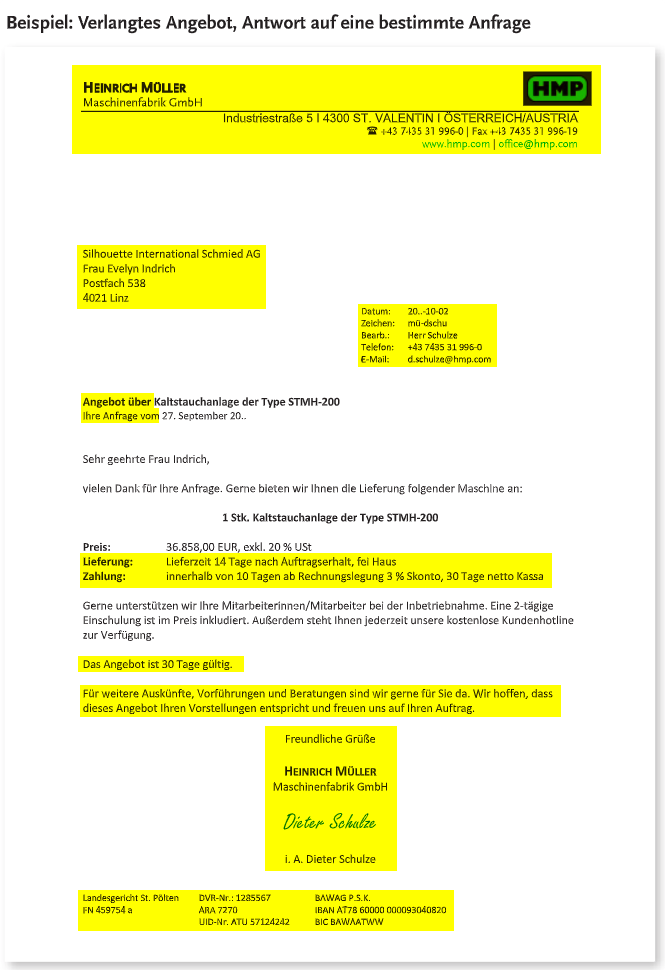 Beispiel: Verlangtes Angebot, Antwort auf eine bestimmte Anfrage
HEINRICH MÜLLER
Maschinenfabrik GmbH
HMP
Industriestraße 5 I 4300 ST. VALENTIN I ÖSTERREICH/AUSTRIA
☎ +43 7435 31 996-0 | Fax +43 7435 31 996-19
www.hmp.com | office@hmp.com
Silhouette International Schmied AG
Frau Evelyn Indrich
Postfach 538
4021 Linz
Datum: 20..-10-02
Zeichen: mü-dschu
Bearb.: Herr Schulze
Telefon: +43 7435 31 996-0
E-Mail: d.schulze@hmp.com
Angebot über Kaltstauchanlage der Type STMH-200
Ihre Anfrage vom 27. September 20..
Sehr geehrte Frau Indrich,
vielen Dank für Ihre Anfrage. Gerne bieten wir Ihnen die Lieferung folgender Maschine an:
1 Stk. Kaltstauchanlage der Type STMH-200
Preis: 36.858,00 EUR, exkl. 20 % USt
Lieferung: Lieferzeit 14 Tage nach Auftragserhalt, fei Haus
Zahlung: innerhalb von 10 Tagen ab Rechnungslegung 3 % Skonto, 30 Tage netto Kassa
Gerne unterstützen wir Ihre Mitarbeiterinnen/Mitarbeiter bei der Inbetriebnahme. Eine 2-tägige
Einschulung ist im Preis inkludiert. Außerdem steht Ihnen jederzeit unsere kostenlose Kundenhotline
zur Verfügung.
Das Angebot ist 30 Tage gültig.
Für weitere Auskünfte, Vorführungen und Beratungen sind wir gerne für Sie da. Wir hoffen, dass
dieses Angebot Ihren Vorstellungen entspricht und freuen uns auf Ihren Auftrag.
Freundliche Grüße
HEINRICH MÜLLER
Maschinenfabrik GmbH
Dieter Schulze
i. A. Dieter Schulze
Landesgericht St. Pölten DVR-Nr.: 1285567 BAWAG P.S.K.
FN 459754 a ARA 7270 IBAN AT78 60000 000093040820
UID-Nr. ATU 57124242 BIC BAWAATWW